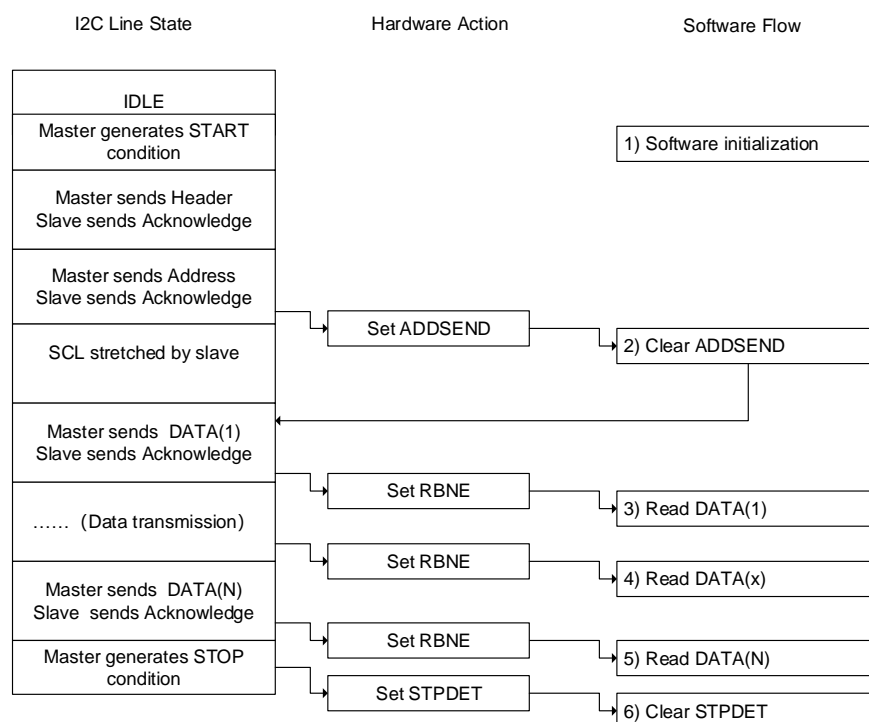 I2C Line State
Hardware Action
Software Flow
IDLE
Master generates START
condition
1) Software initialization
Master sends Header
Slave sends Acknowledge
Master sends Address
Slave sends Acknowledge
Set ADDSEND
2) Clear ADDSEND
SCL stretched by slave
Master sends DATA(1)
Slave sends Acknowledge
Set RBNE
3) Read DATA(1)
...... (Data transmission)
Set RBNE
4) Read DATA(x)
Master sends DATA(N)
Slave sends Acknowledge
Set RBNE
5) Read DATA(N)
Master generates STOP
condition
Set STPDET
6) Clear STPDET